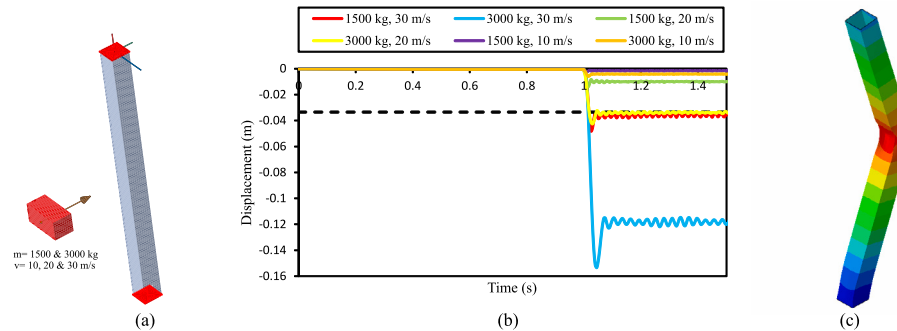 (a)
m= 1500 & 3000 kg
v= 10, 20 & 30 m/s
1500 kg, 30 m/s
3000 kg, 30 m/s
1500 kg, 20 m/s
3000 kg, 20 m/s
1500 kg, 10 m/s
3000 kg, 10 m/s
0
-0.02
-0.04
-0.06
-0.08
-0.1
-0.12
-0.14
-0.16
0
0.2
0.4
0.6
0.8
1
1.2
1.4
Displacement (m)
Time (s)
(a)
(b)
(c)